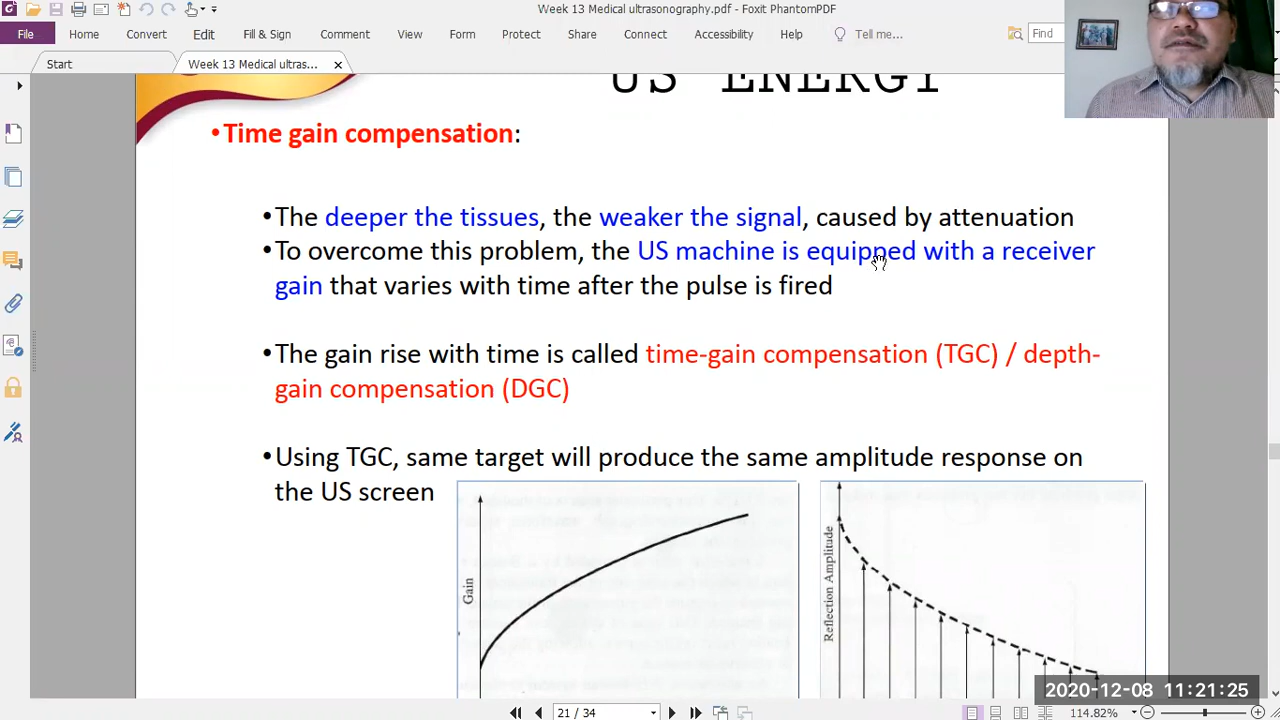 Week 13 Medical ultrasonography.pdf - Foxit PhantomPDF
File Home Convert Edit Fill & Sign Comment View Form Protect Share Connect Accessibility Help Tell me... Find
Start Week 13 Medical ultras...
US ENERGY
•Time gain compensation:
•The deeper the tissues, the weaker the signal, caused by attenuation
•To overcome this problem, the US machine is equipped with a receiver
gain that varies with time after the pulse is fired
•The gain rise with time is called time-gain compensation (TGC) / depth-
gain compensation (DGC)
•Using TGC, same target will produce the same amplitude response on
the US screen
Gain
Reflection Amplitude
2020-12-08 11:21:25
21 / 34
114.82%